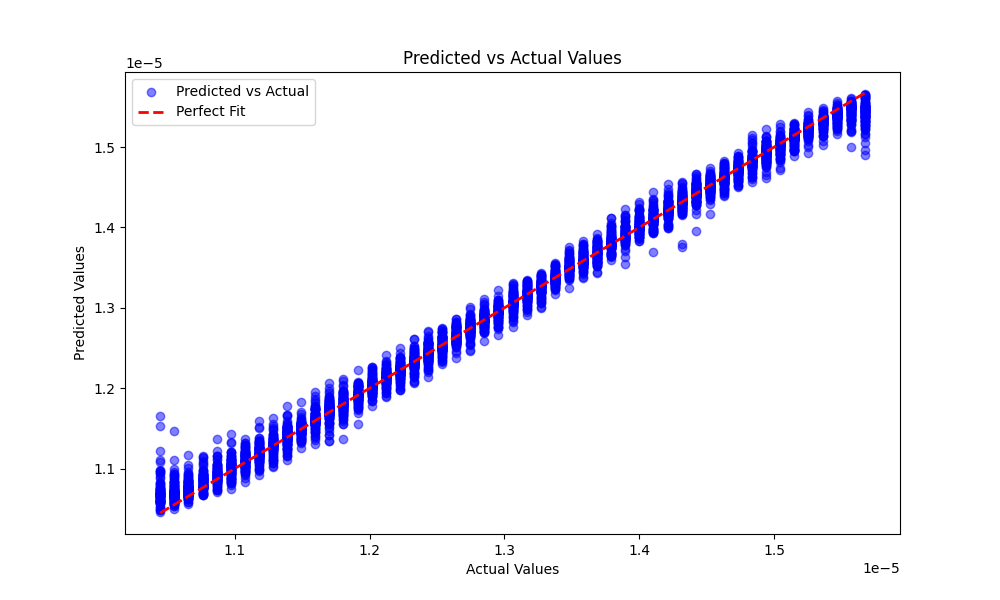 Predicted vs Actual Values
1e−5
Predicted vs Actual
Perfect Fit
1.5
1.4
1.3
1.2
1.1
Predicted Values
1.1 1.2 1.3 1.4 1.5
Actual Values
1e−5